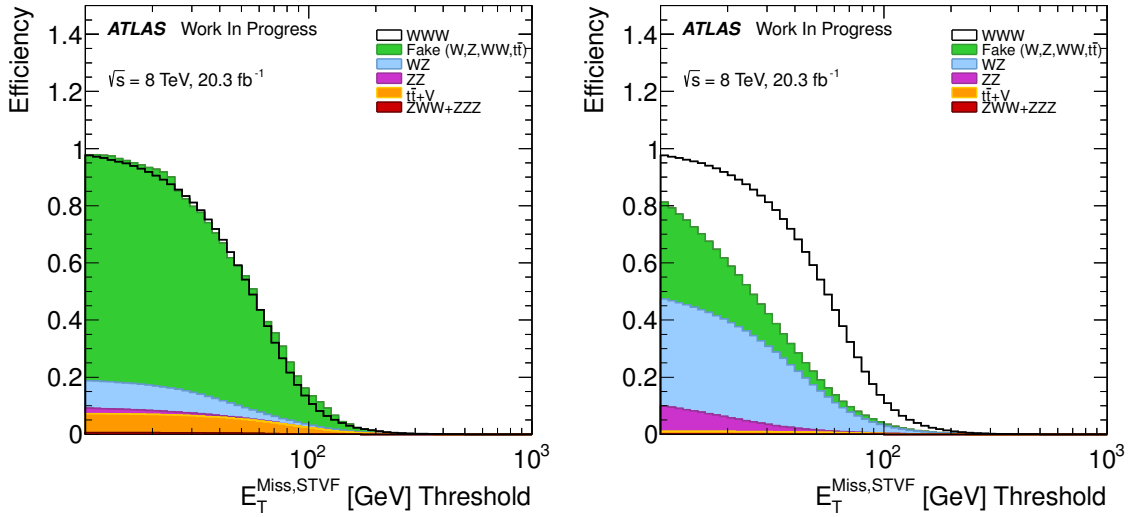 ATLAS Work In Progress
√s = 8 TeV, 20.3 fb⁻¹
WWW
Fake (W,Z,WW,tt̄)
WZ
ZZ
tt̄+V
ZWW+ZZZ
Efficiency
1.4
1.2
1
0.8
0.6
0.4
0.2
0
10²
10³
E_T^Miss,STVF [GeV] Threshold
ATLAS Work In Progress
√s = 8 TeV, 20.3 fb⁻¹
WWW
Fake (W,Z,WW,tt̄)
WZ
ZZ
tt̄+V
ZWW+ZZZ
Efficiency
1.4
1.2
1
0.8
0.6
0.4
0.2
0
10²
10³
E_T^Miss,STVF [GeV] Threshold